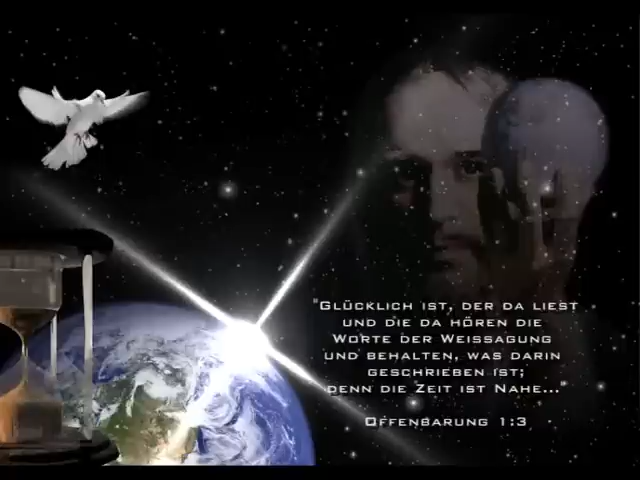 "Glücklich ist, der da liest
und die da hören die
Worte der Weissagung
und behalten, was darin
geschrieben ist;
denn die Zeit ist Nahe..."
Offenbarung 1:3